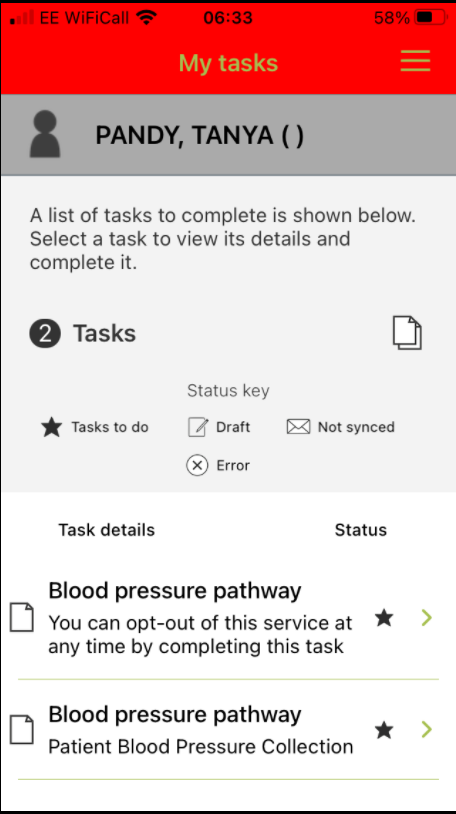 EE WiFiCall 06:33 58%
My tasks
PANDY, TANYA ( )
A list of tasks to complete is shown below.
Select a task to view its details and
complete it.
2 Tasks
Status key
Tasks to do Draft Not synced
Error
Task details Status
Blood pressure pathway
You can opt-out of this service at
any time by completing this task
Blood pressure pathway
Patient Blood Pressure Collection